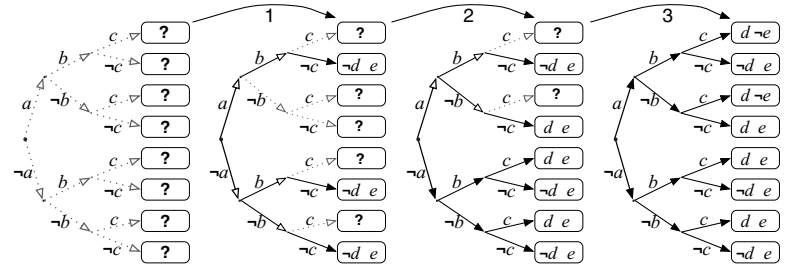 1 2 3
c ? c ? c ? c d ¬e
b b b b
¬c ? ¬c ¬d e ¬c ¬d e ¬c ¬d e
¬b c ? ¬b c ? ¬b c ? ¬b c d ¬e
a a a a
¬c ? ¬c ? ¬c d e ¬c d e
c ? c ? c d e c d e
¬a b ¬a b ¬a b ¬a b
¬c ? ¬c ¬d e ¬c ¬d e ¬c ¬d e
¬b c ? ¬b c ? ¬b c d e ¬b c d e
¬c ? ¬c ¬d e ¬c ¬d e ¬c ¬d e